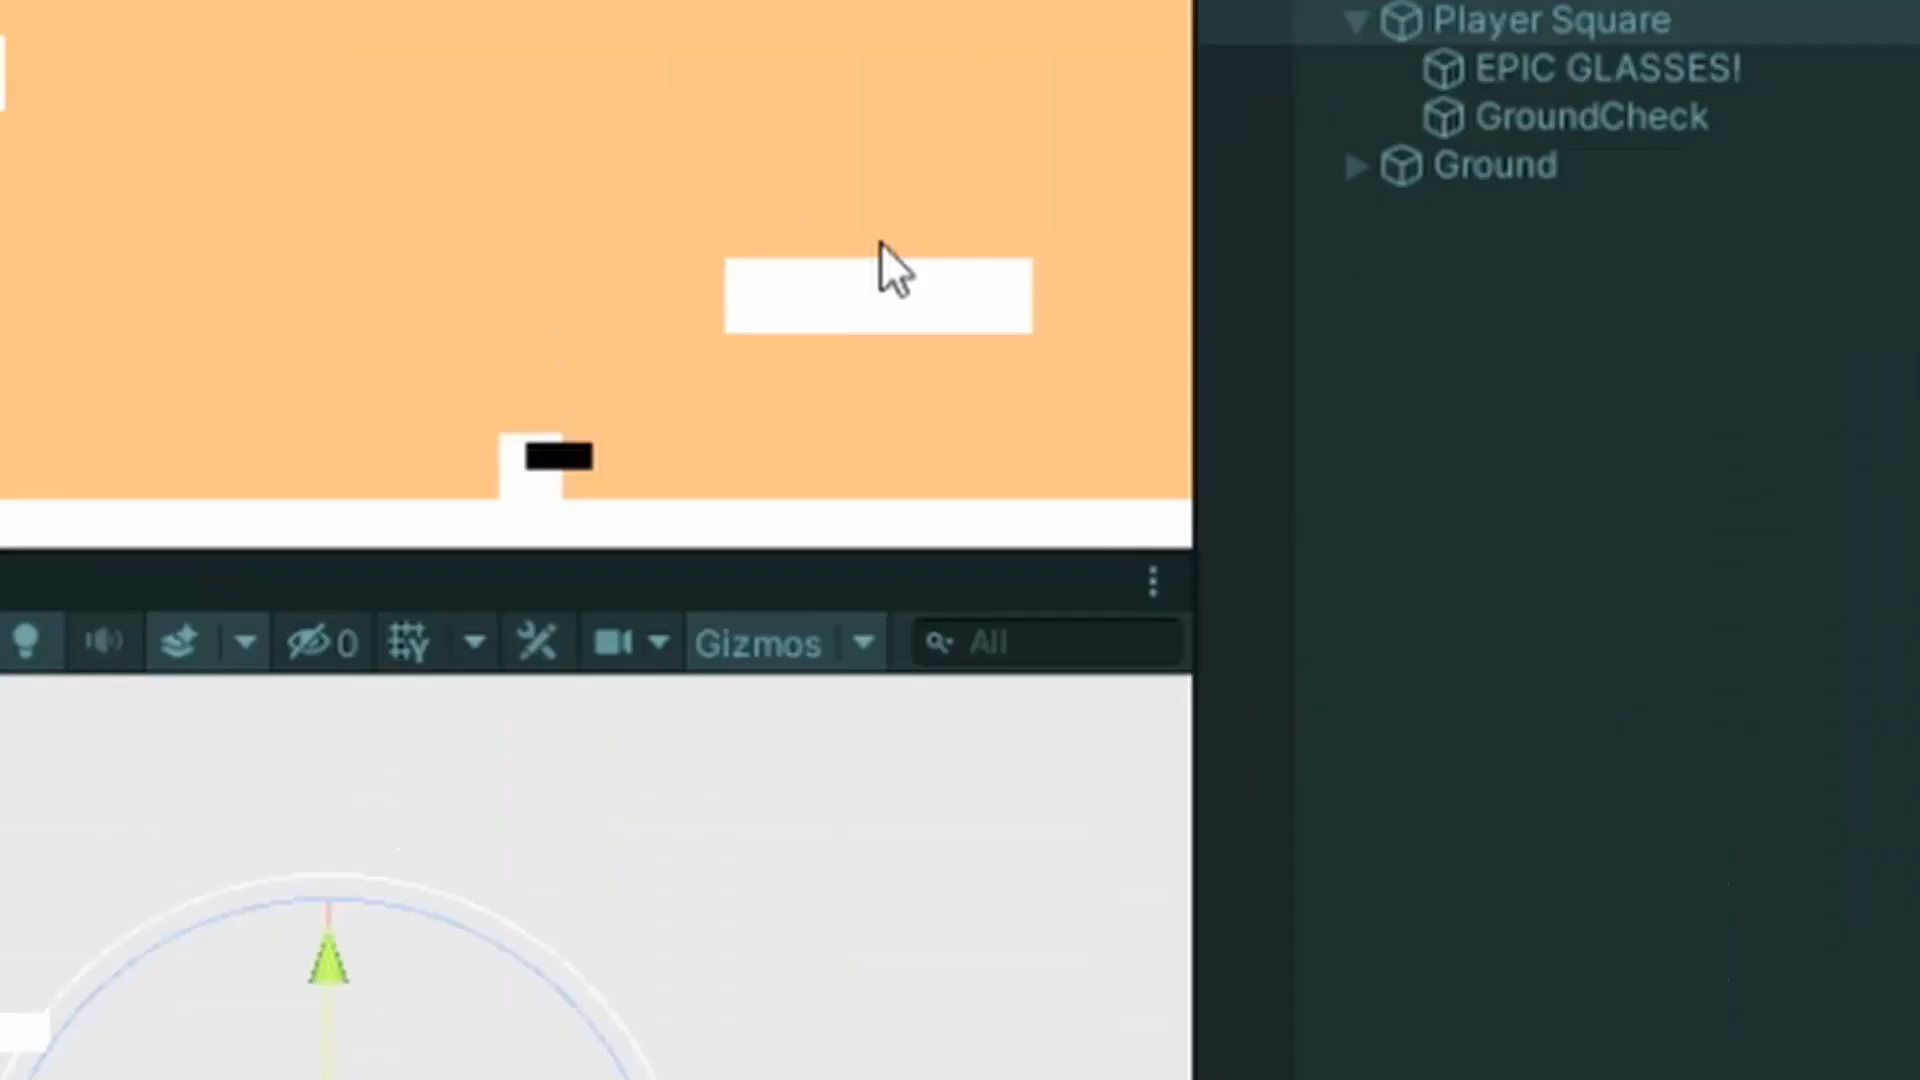 Player Square
EPIC GLASSES!
GroundCheck
Ground
0
Gizmos
All